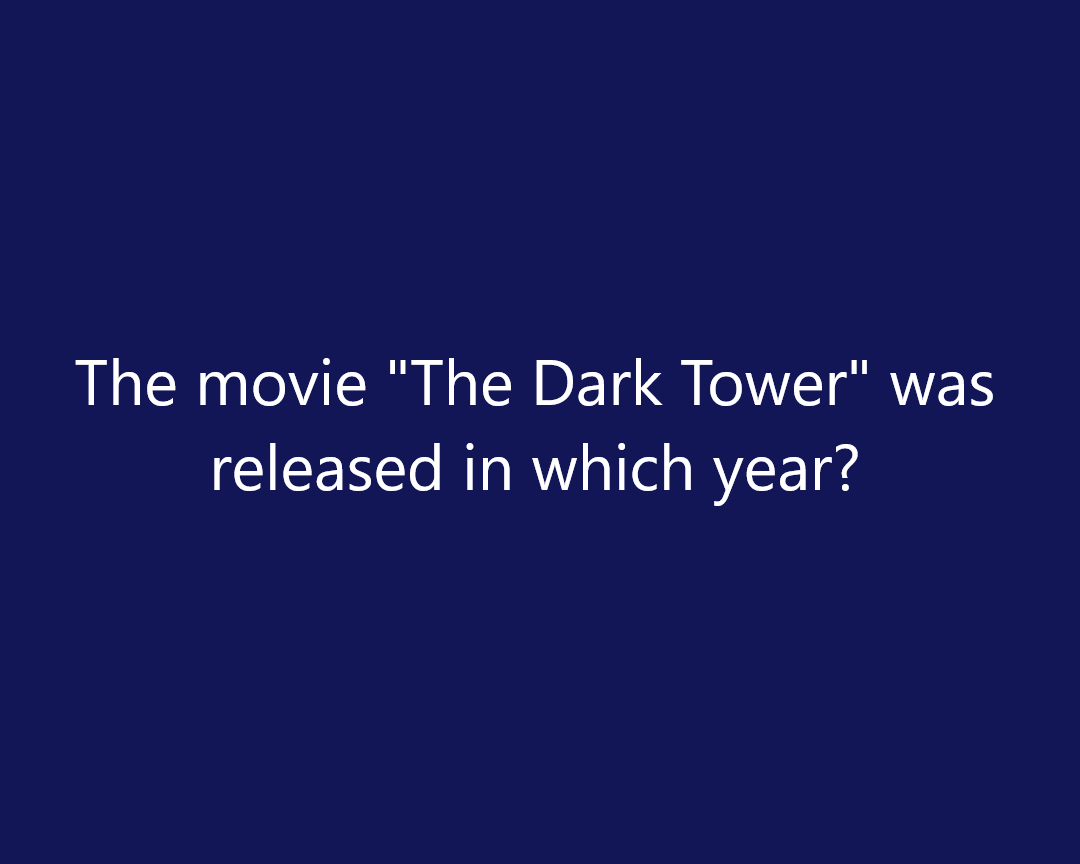 The movie "The Dark Tower" was
released in which year?